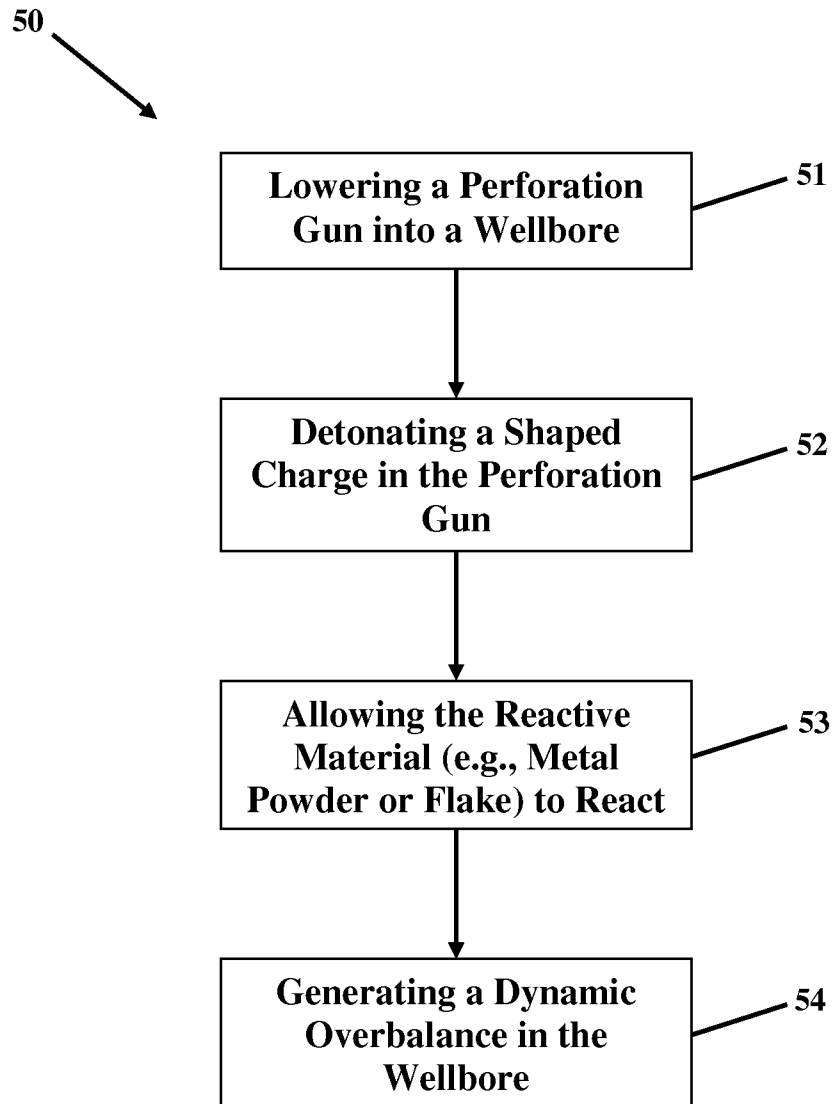 50
Lowering a Perforation
Gun into a Wellbore
51
Detonating a Shaped
Charge in the Perforation
Gun
52
Allowing the Reactive
Material (e.g., Metal
Powder or Flake) to React
53
Generating a Dynamic
Overbalance in the
Wellbore
54